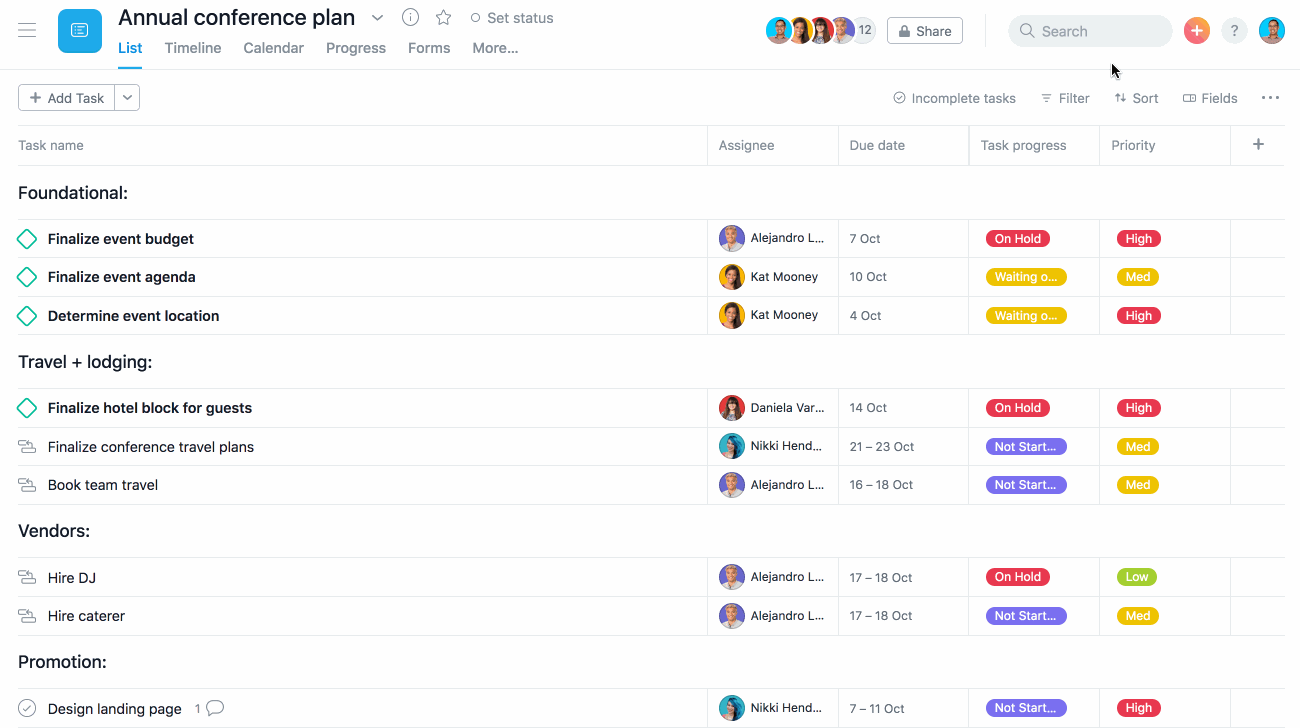 Annual conference plan
Set status
List Timeline Calendar Progress Forms More...
12
Share
Search
?
Add Task
Incomplete tasks Filter Sort Fields
Task name Assignee Due date Task progress Priority +
Foundational:
Finalize event budget Alejandro L... 7 Oct On Hold High
Finalize event agenda Kat Mooney 10 Oct Waiting o... Med
Determine event location Kat Mooney 4 Oct Waiting o... High
Travel + lodging:
Finalize hotel block for guests Daniela Var... 14 Oct On Hold High
Finalize conference travel plans Nikki Hend... 21 – 23 Oct Not Start... Med
Book team travel Alejandro L... 16 – 18 Oct Not Start... Med
Vendors:
Hire DJ Alejandro L... 17 – 18 Oct On Hold Low
Hire caterer Alejandro L... 17 – 18 Oct Not Start... Med
Promotion:
Design landing page 1 Nikki Hend... 7 – 11 Oct Not Start... High